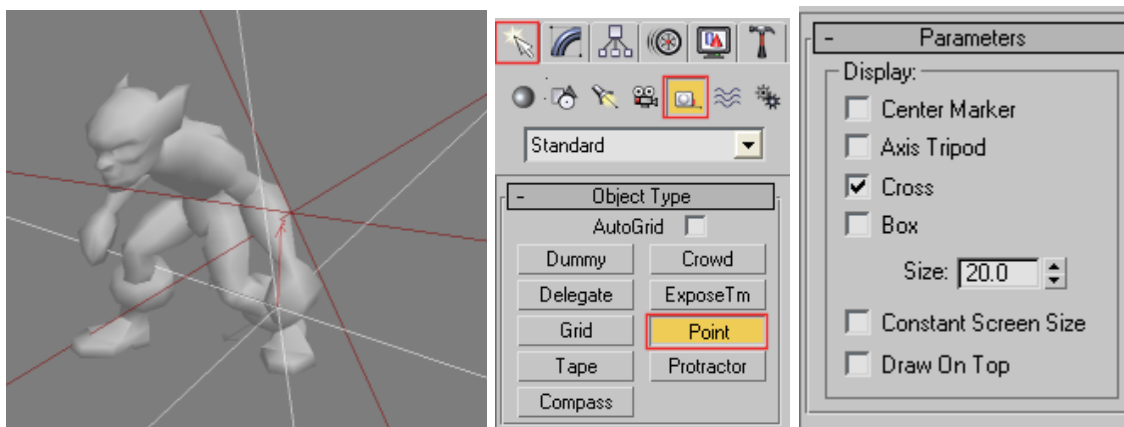 Standard
- Object Type
AutoGrid
Dummy Crowd
Delegate ExposeTm
Grid Point
Tape Protractor
Compass
- Parameters
Display:
Center Marker
Axis Tripod
Cross
Box
Size: 20.0
Constant Screen Size
Draw On Top